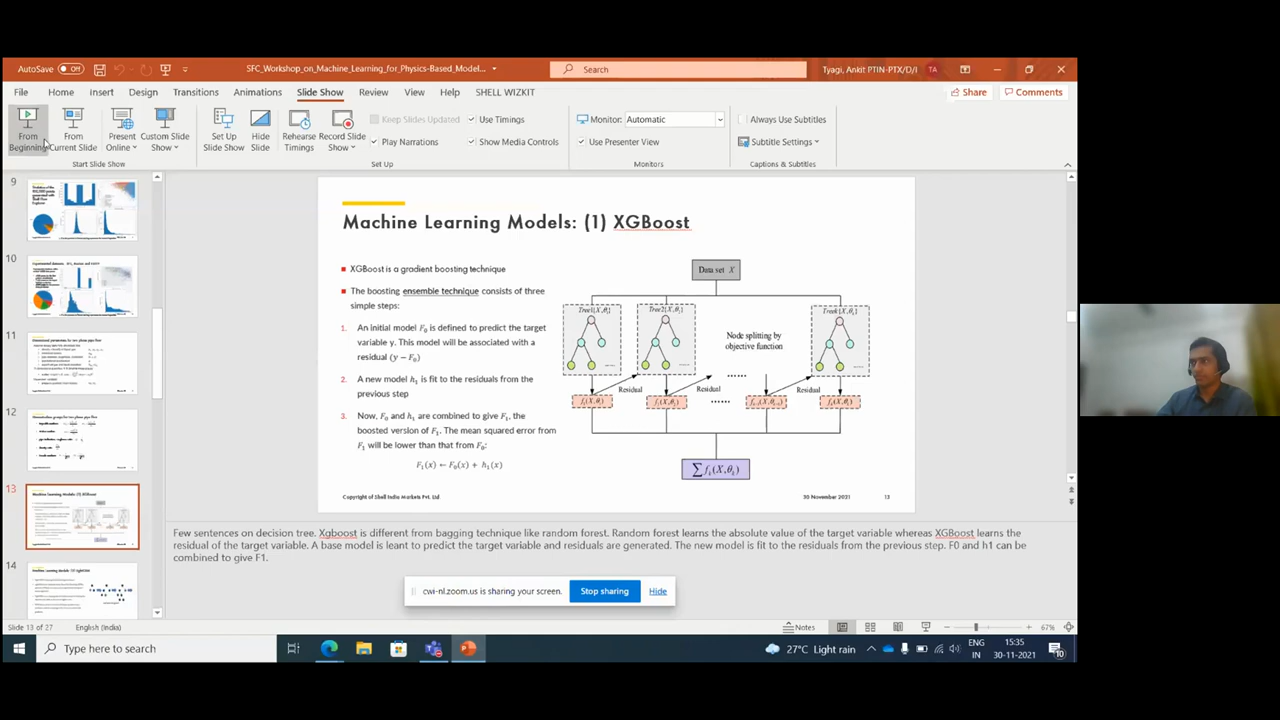 AutoSave Off
SFC_Workshop_on_Machine_Learning_for_Physics-Based_Model...
Search
Tyagi, Ankit PTIN-PTX/D/I
TA
File Home Insert Design Transitions Animations Slide Show Review View Help SHELL WIZKIT
Share Comments
From Beginning
From Current Slide
Present Online
Custom Slide Show
Set Up Slide Show
Hide Slide
Rehearse Timings
Record Slide Show
Keep Slides Updated
Play Narrations
Use Timings
Show Media Controls
Monitor: Automatic
Use Presenter View
Always Use Subtitles
Subtitle Settings
Start Slide Show
Set Up
Monitors
Captions & Subtitles
9
10
11
12
13
14
Machine Learning Models: (1) XGBoost
XGBoost is a gradient boosting technique
The boosting ensemble technique consists of three
simple steps:
1. An initial model F₀ is defined to predict the target
variable y. This model will be associated with a
residual (y − F₀)
2. A new model h₁ is fit to the residuals from the
previous step
3. Now, F₀ and h₁ are combined to give F₁, the
boosted version of F₁. The mean squared error from
F₁ will be lower than that from F₀:
F₁(x) ← F₀(x) + h₁(x)
Data set X
Node splitting by
objective function
Residual
Residual
Residual
Copyright of Shell India Markets Pvt. Ltd
30 November 2021
13
Few sentences on decision tree. Xgboost is different from bagging technique like random forest. Random forest learns the absolute value of the target variable whereas XGBoost learns the
residual of the target variable. A base model is leant to predict the target variable and residuals are generated. The new model is fit to the residuals from the previous step. F0 and h1 can be
combined to give F1.
cwi-nl.zoom.us is sharing your screen.
Stop sharing
Hide
Slide 13 of 27
English (India)
Notes
67%
Type here to search
27°C Light rain
ENG
IN
15:35
30-11-2021
10